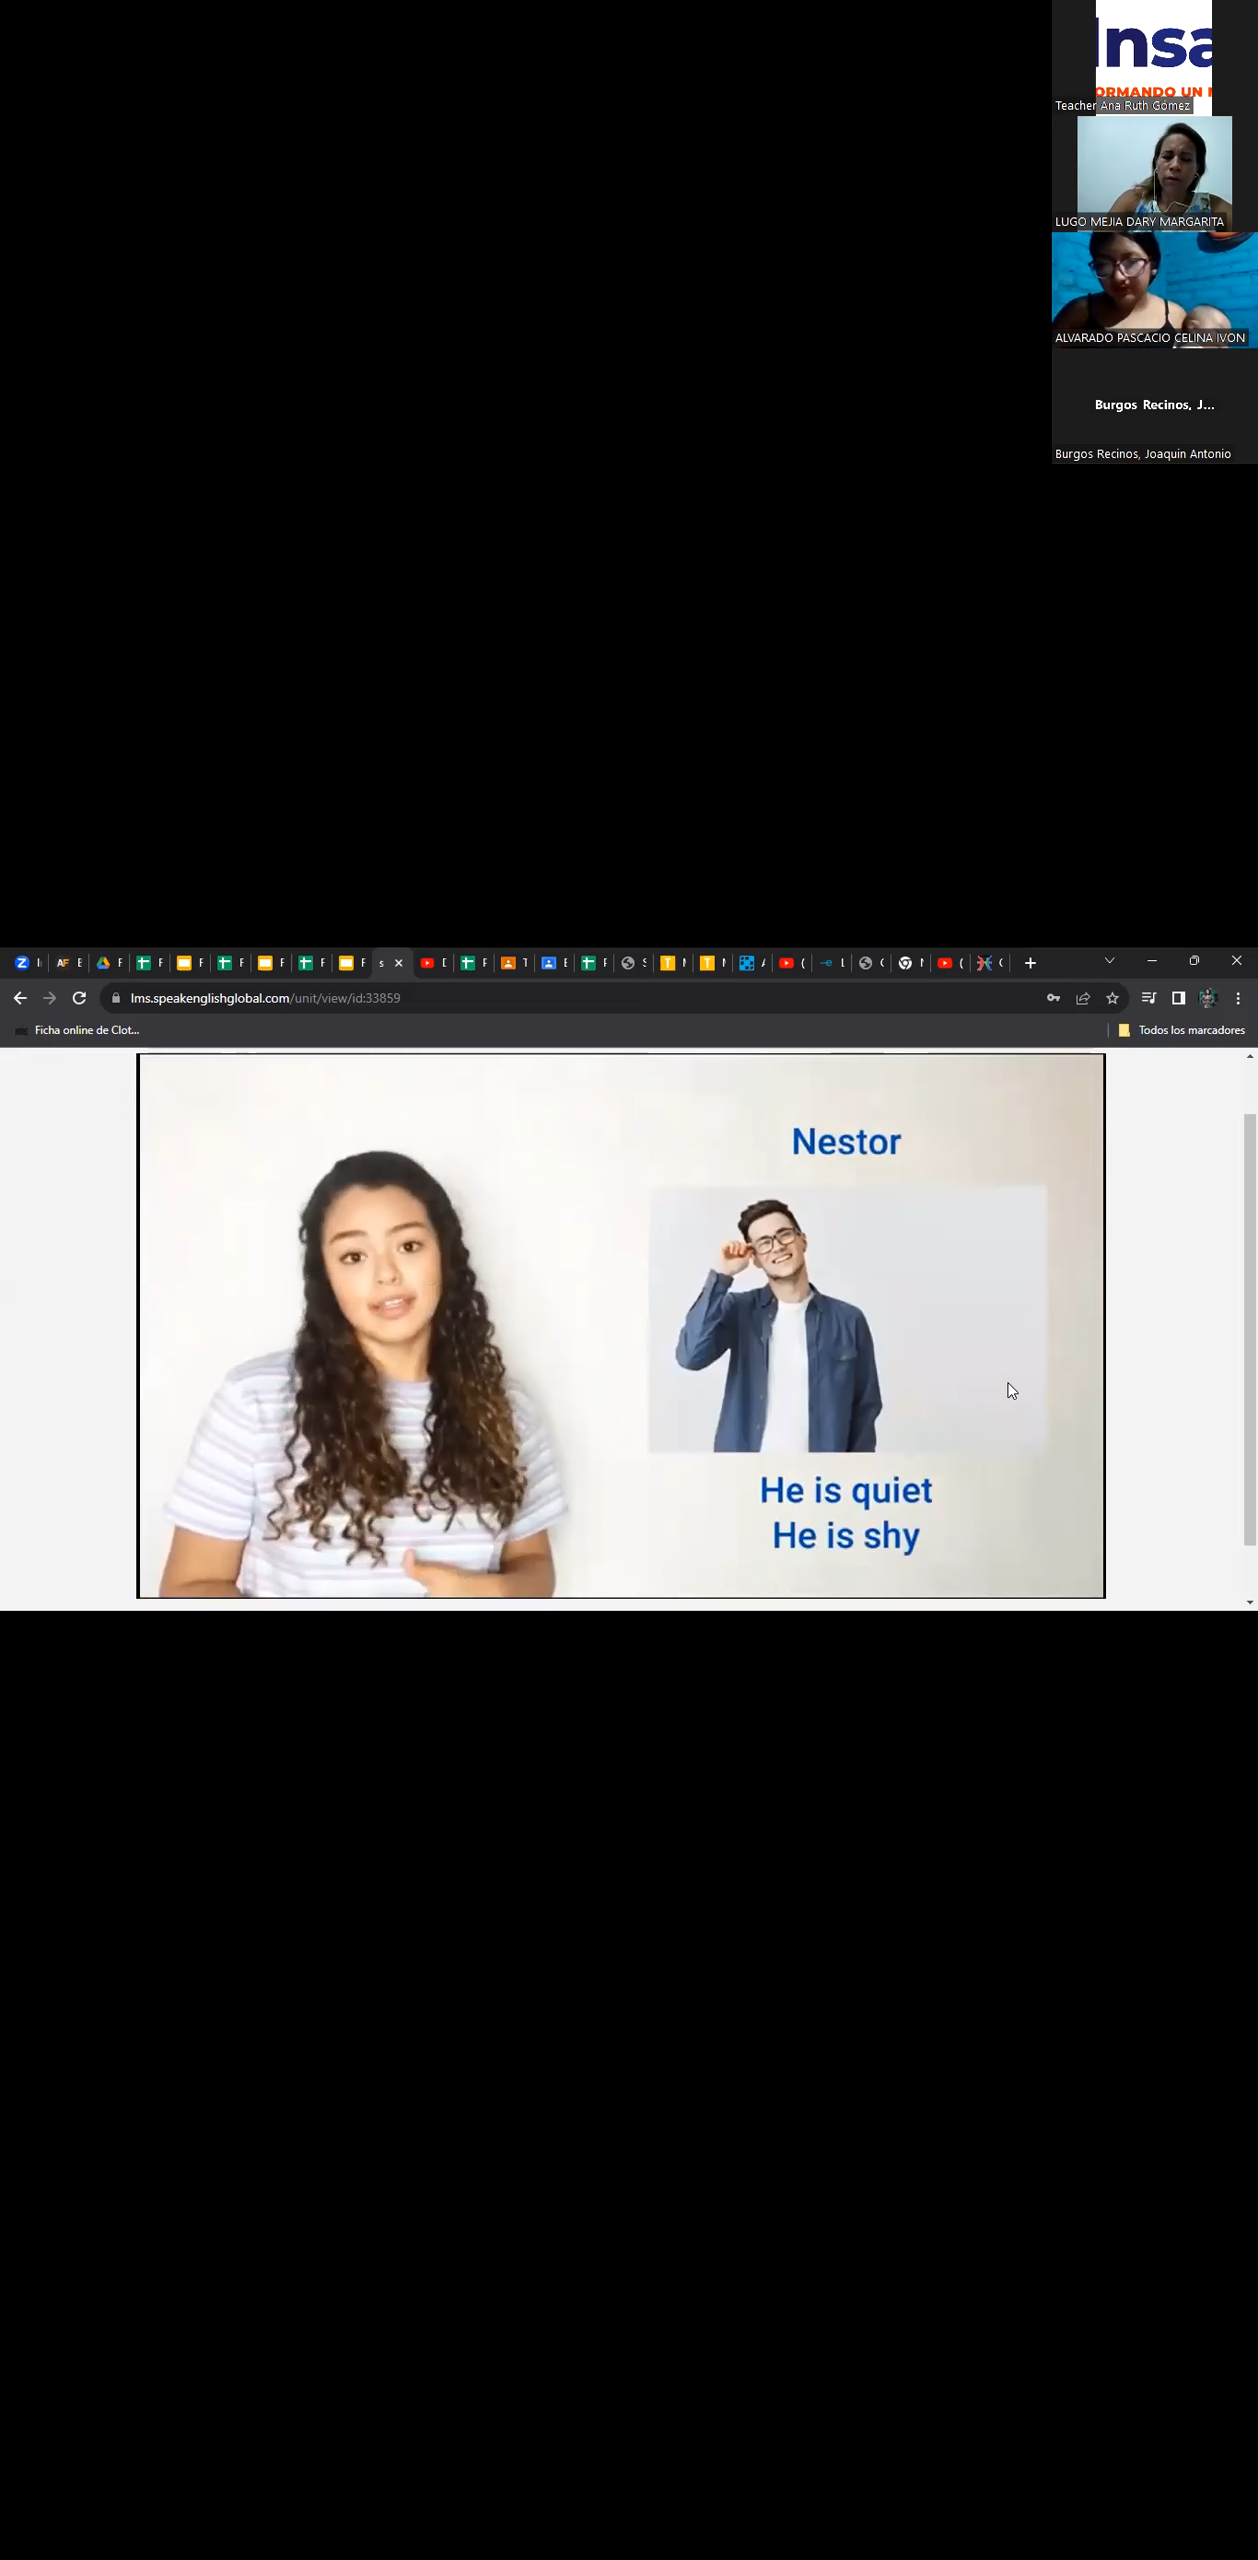 Insa
ORMANDO UN
Teacher Ana Ruth Gómez
LUGO MEJIA DARY MARGARITA
ALVARADO PASCACIO CELINA IVON
Burgos Recinos, J...
Burgos Recinos, Joaquin Antonio
lms.speakenglishglobal.com/unit/view/id:33859
Ficha online de Clot...
Todos los marcadores
Nestor
He is quiet
He is shy